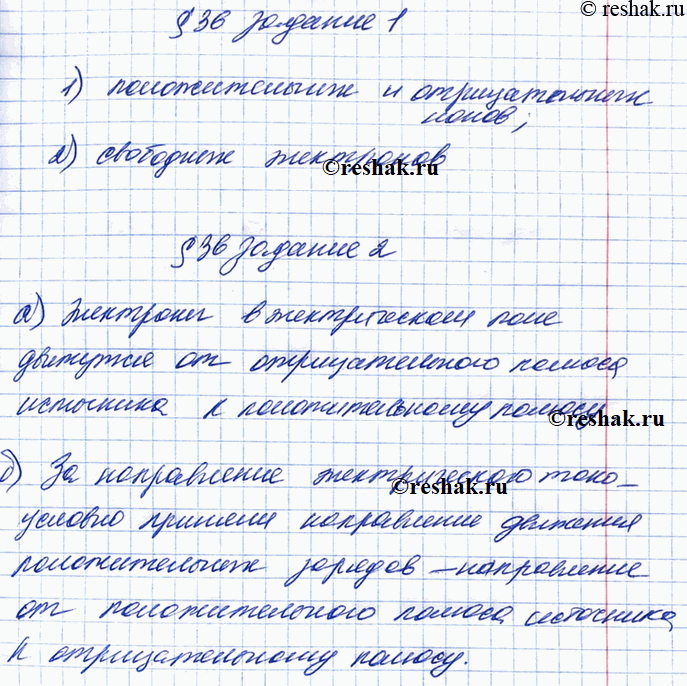 © reshak.ru
§ 36 Задание 1
1) положительных и отрицательных
ионов;
2) свободных электронов
©reshak.ru
§ 36 Задание 2
а) Электроны в электрическом поле
движутся от отрицательного полюса
источника к положительному полюсу
©reshak.ru
б) За направление электрического тока
©reshak.ru
условно приняли направление движения
положительных зарядов – направление
от положительного полюса источника
к отрицательному полюсу.